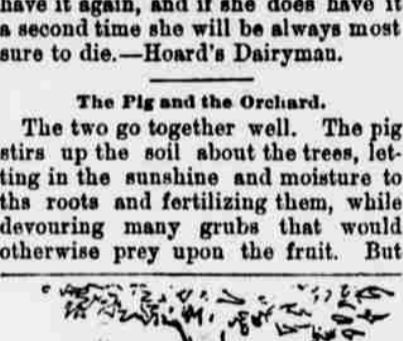 have it again, and if she does have it
a second time she will be always most
sure to die.—Hoard's Dairyman.
The Pig and the Orchard.
The two go together well. The pig
stirs up the soil about the trees, let-
ting in the sunshine and moisture to
ths roots and fertilizing them, while
devouring many grubs that would
otherwise prey upon the fruit. But